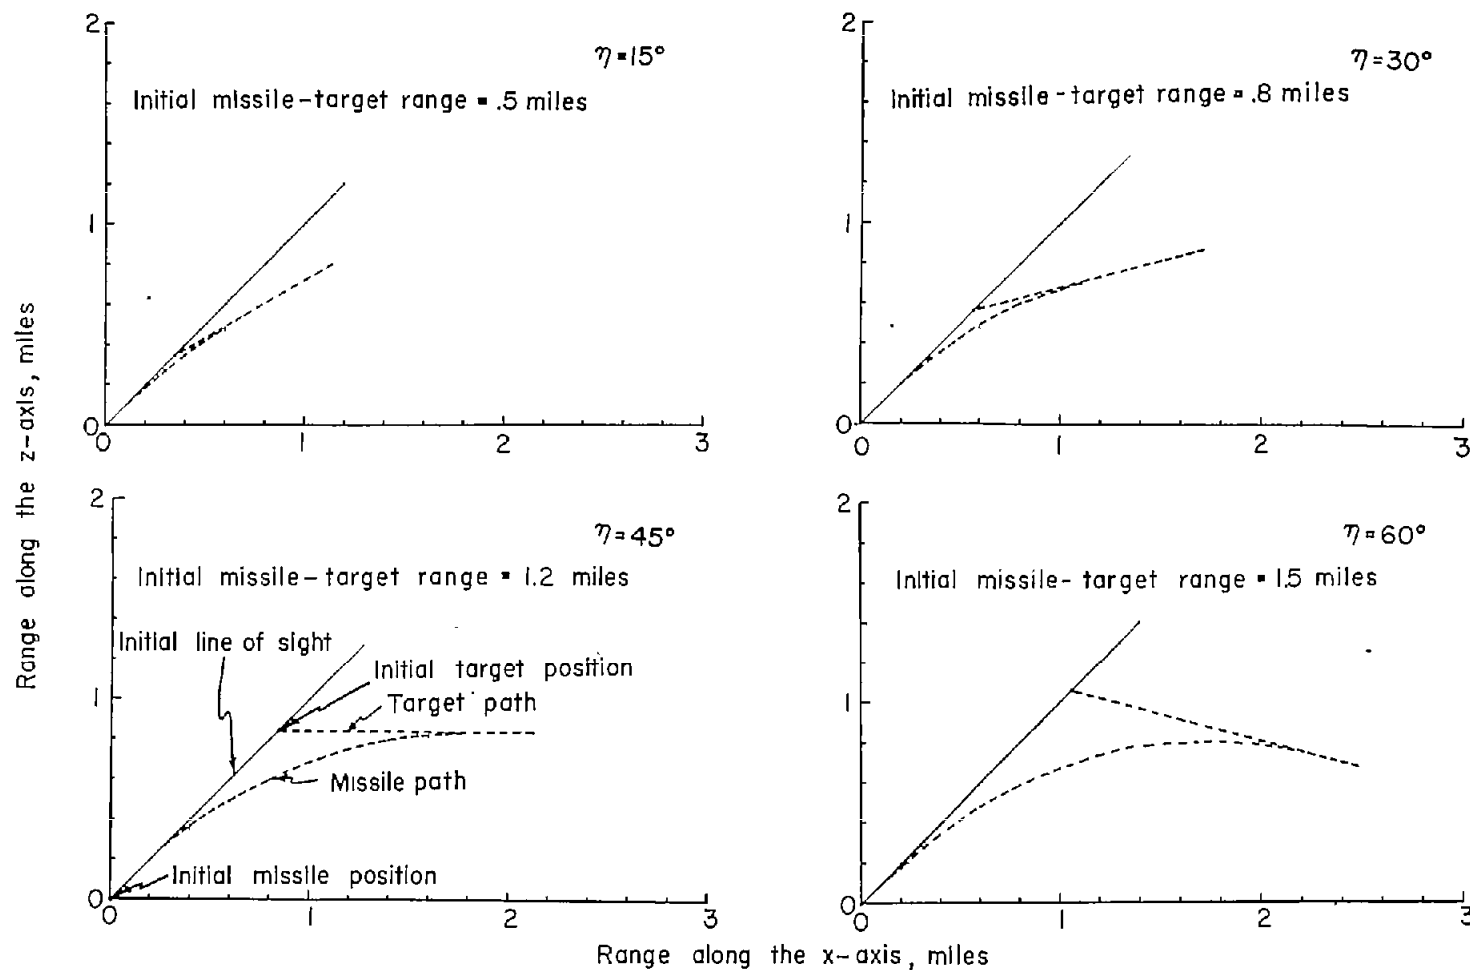 2
η=15°
Initial missile-target range = .5 miles
1
0
0 1 2 3
2
η=30°
Initial missile-target range = .8 miles
1
0
0 1 2 3
2
η=45°
Initial missile-target range = 1.2 miles
Initial line of sight
Initial target position
1
Target path
Missile path
Initial missile position
0
0 1 2 3
2
η=60°
Initial missile-target range = 1.5 miles
1
0
0 1 2 3
Range along the z-axis, miles
Range along the x-axis, miles